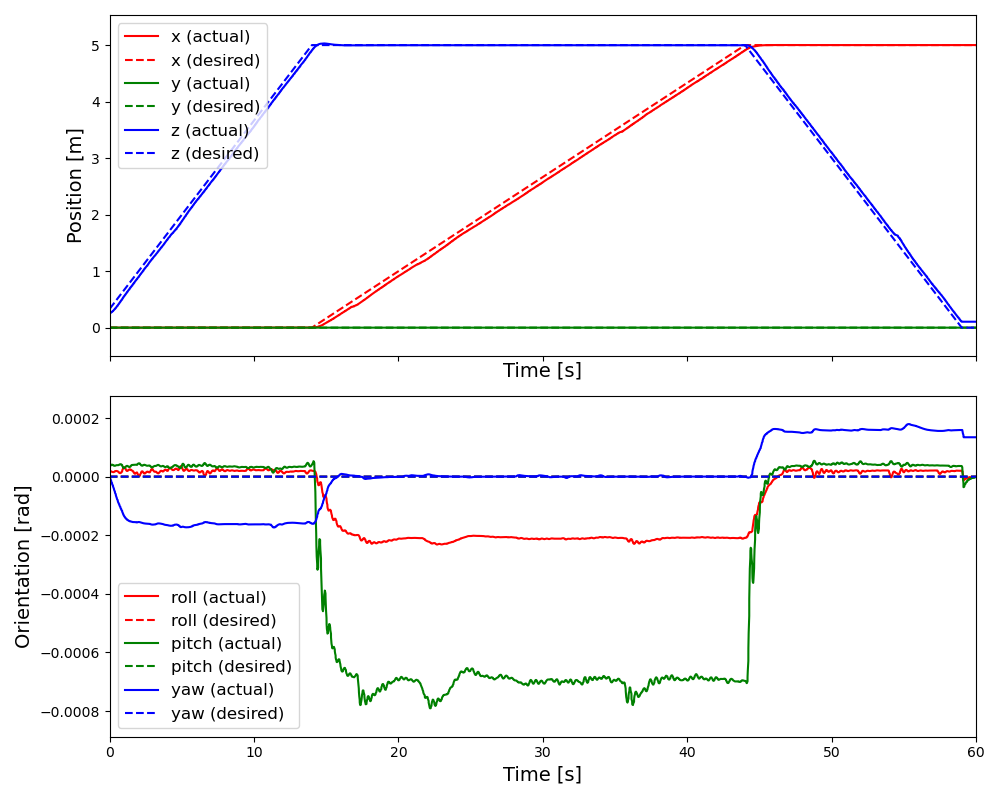 5
4
3
2
1
0
Position [m]
x (actual)
x (desired)
y (actual)
y (desired)
z (actual)
z (desired)
Time [s]
0.0002
0.0000
−0.0002
−0.0004
−0.0006
−0.0008
Orientation [rad]
roll (actual)
roll (desired)
pitch (actual)
pitch (desired)
yaw (actual)
yaw (desired)
0 10 20 30 40 50 60
Time [s]